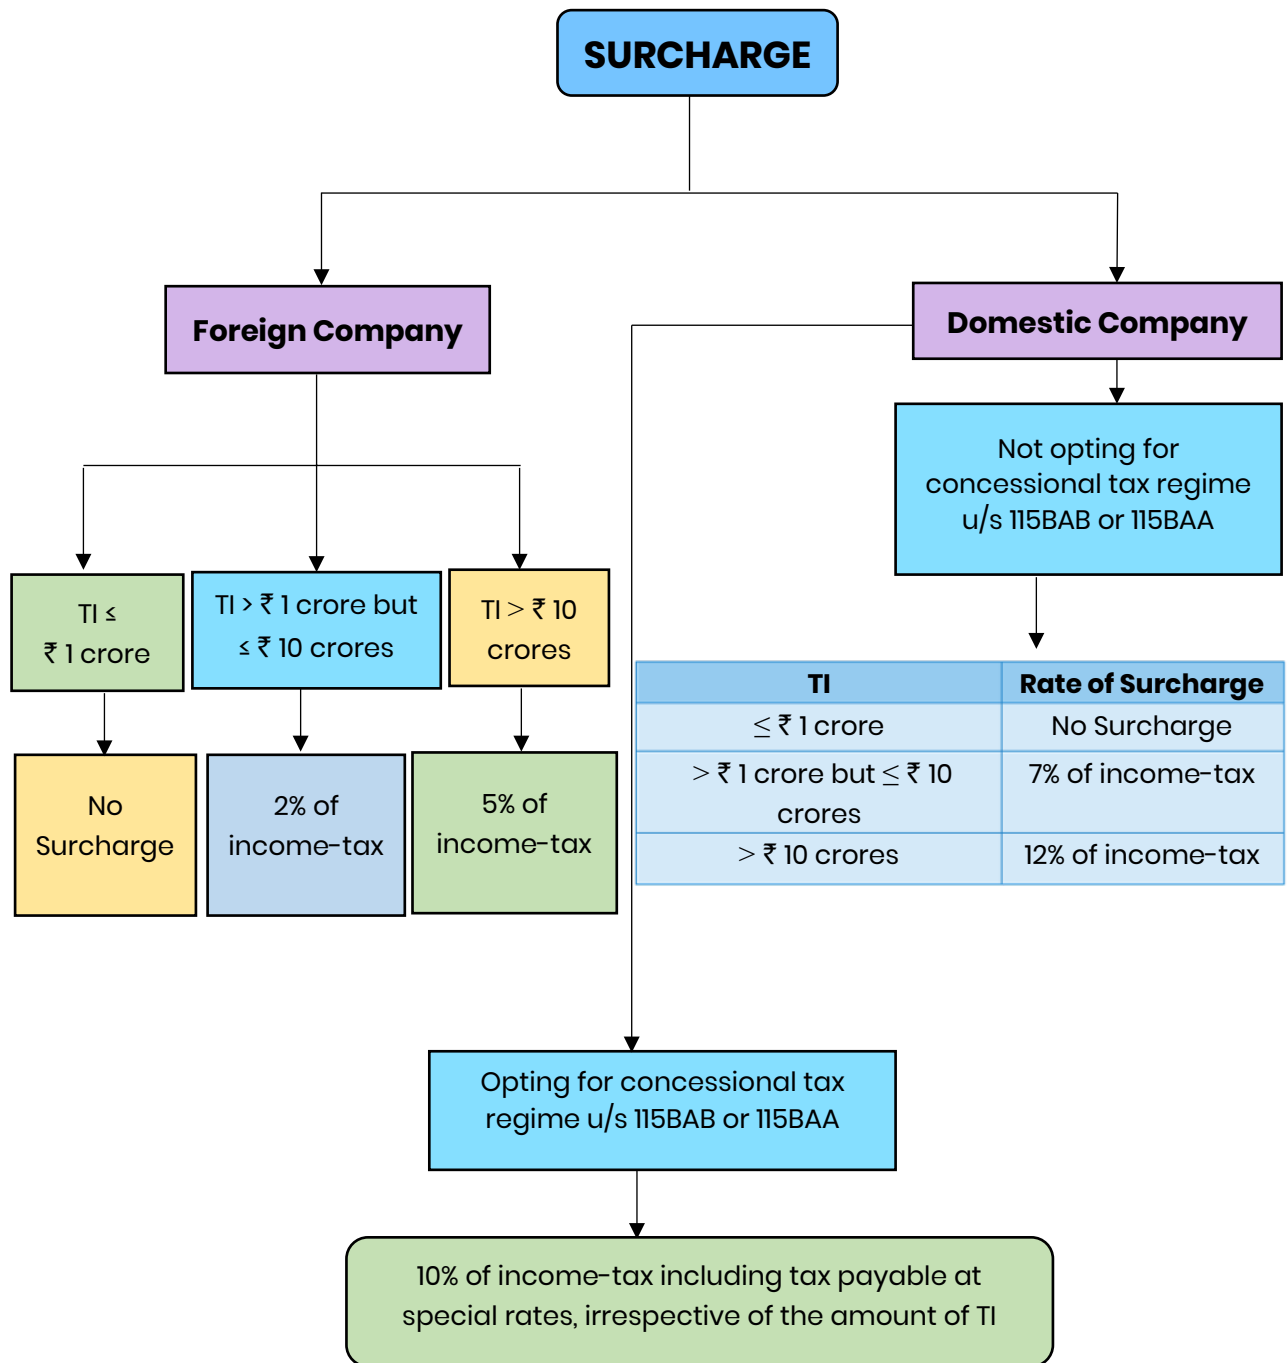 SURCHARGE
Foreign Company
Domestic Company
Not opting for
concessional tax regime
u/s 115BAB or 115BAA
TI ≤
₹ 1 crore
TI > ₹ 1 crore but
≤ ₹ 10 crores
TI > ₹ 10
crores
No
Surcharge
2% of
income-tax
5% of
income-tax
TI Rate of Surcharge
≤ ₹ 1 crore No Surcharge
> ₹ 1 crore but ≤ ₹ 10 7% of income-tax
crores
> ₹ 10 crores 12% of income-tax
Opting for concessional tax
regime u/s 115BAB or 115BAA
10% of income-tax including tax payable at
special rates, irrespective of the amount of TI